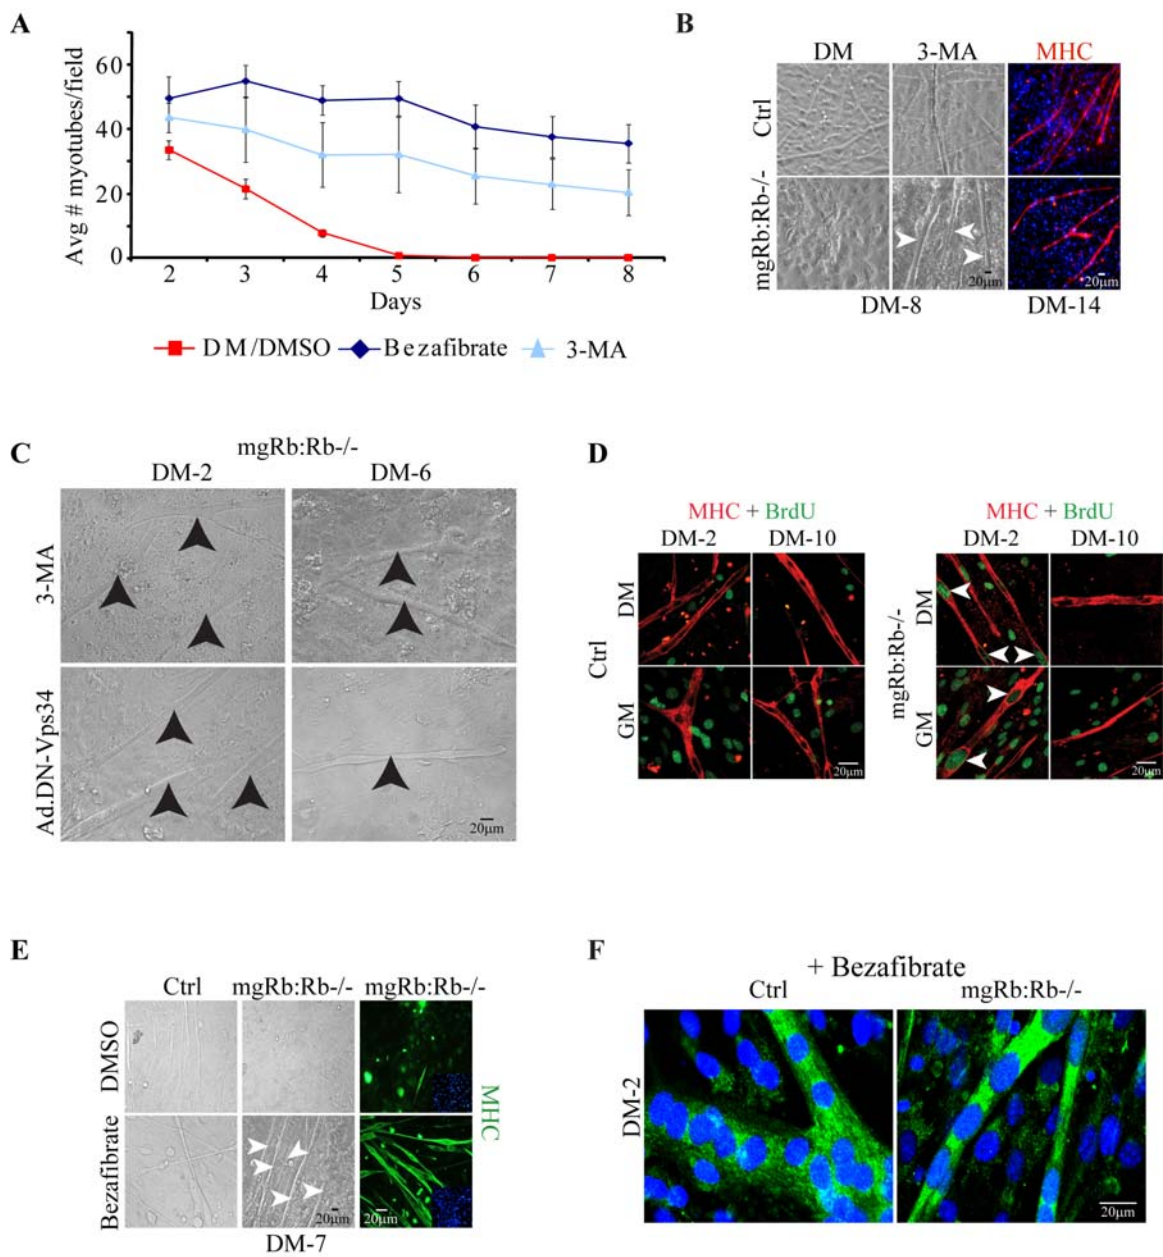 A
Avg # myotubes/field
60
40
20
0
2 3 4 5 6 7 8
Days
DM/DMSO Bezafibrate 3-MA
B
DM 3-MA MHC
Ctrl
mgRb:Rb-/-
20µm 20µm
DM-8 DM-14
C
mgRb:Rb-/-
DM-2 DM-6
3-MA
Ad.DN-Vps34
20µm
D
MHC + BrdU MHC + BrdU
DM-2 DM-10 DM-2 DM-10
Ctrl
DM
GM
20µm
mgRb:Rb-/-
DM
GM
20µm
E
Ctrl mgRb:Rb-/- mgRb:Rb-/-
DMSO
Bezafibrate
MHC
20µm 20µm
DM-7
F
+ Bezafibrate
Ctrl mgRb:Rb-/-
DM-2
20µm